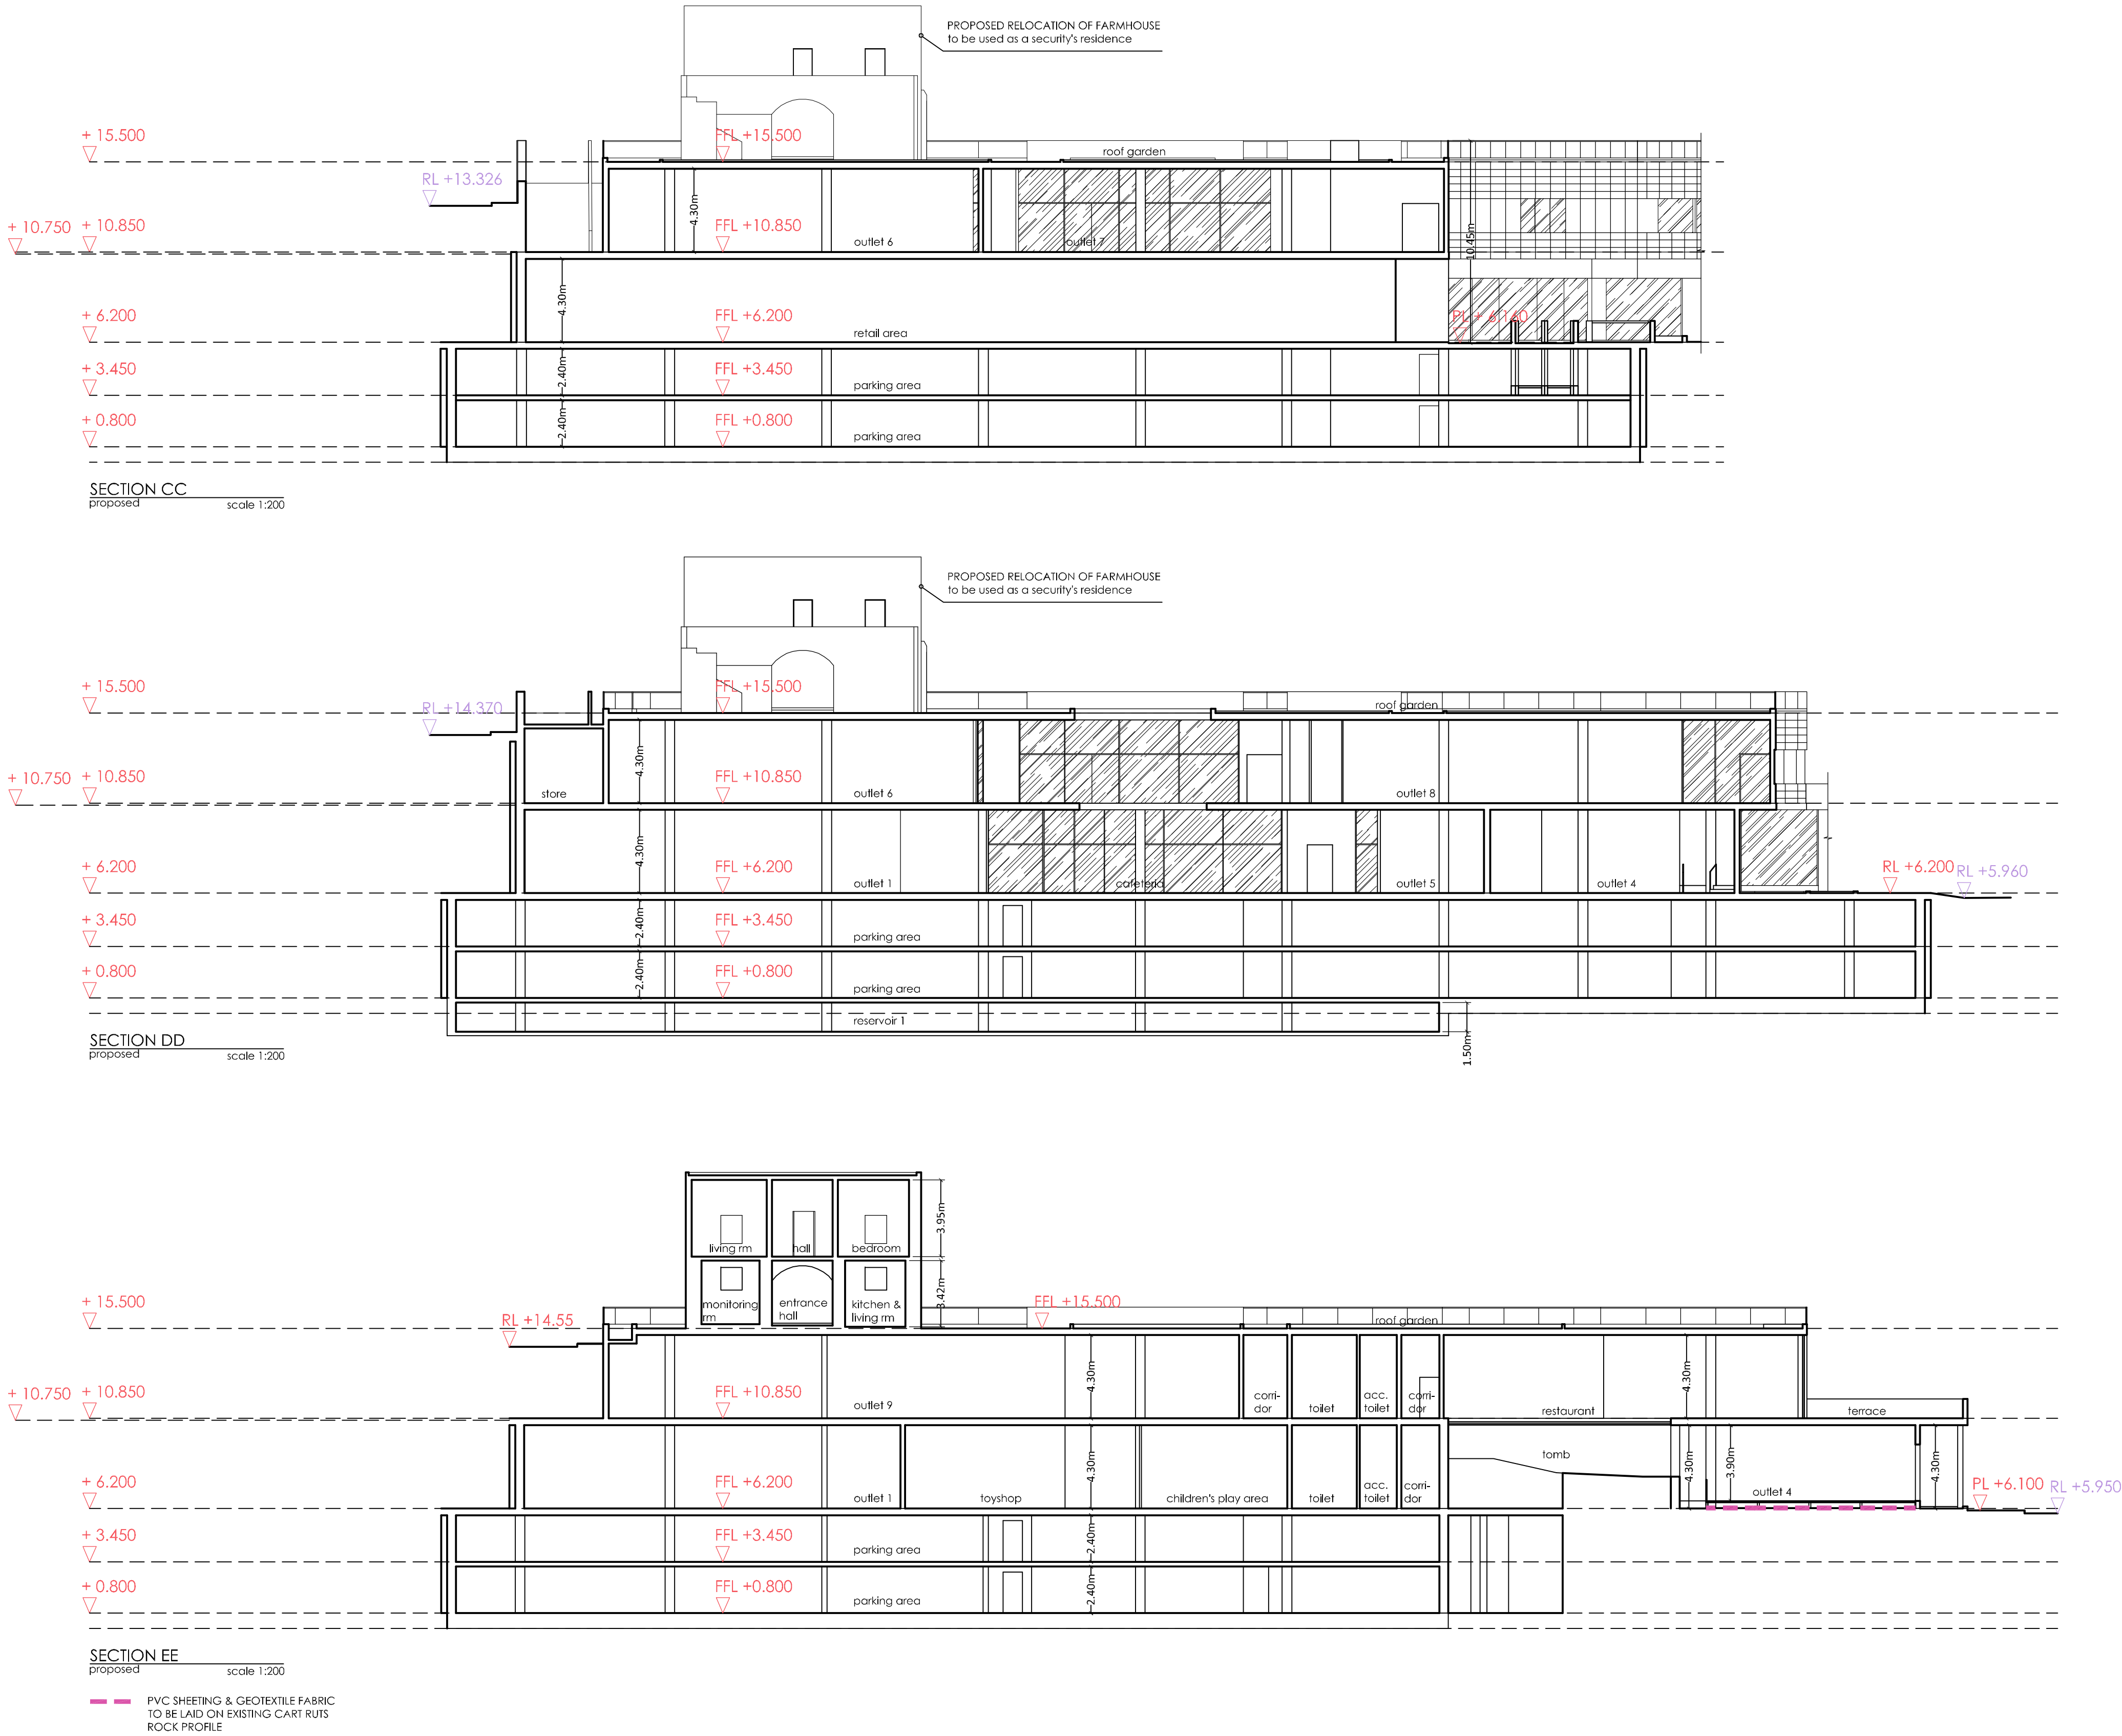 PROPOSED RELOCATION OF FARMHOUSE
to be used as a security's residence
+ 15.500
FFL +15.500
roof garden
RL +13.326
4.30m
+ 10.750
+ 10.850
FFL +10.850
outlet 6
outlet 7
10.45m
4.30m
+ 6.200
FFL +6.200
retail area
PL + 6.160
+ 3.450
2.40m
FFL +3.450
parking area
+ 0.800
2.40m
FFL +0.800
parking area
SECTION CC
proposed
scale 1:200
PROPOSED RELOCATION OF FARMHOUSE
to be used as a security's residence
+ 15.500
FFL +15.500
roof garden
RL +14.370
4.30m
+ 10.750
+ 10.850
store
FFL +10.850
outlet 6
outlet 8
4.30m
+ 6.200
FFL +6.200
outlet 1
cafeteria
outlet 5
outlet 4
RL +6.200
RL +5.960
+ 3.450
2.40m
FFL +3.450
parking area
+ 0.800
2.40m
FFL +0.800
parking area
reservoir 1
1.50m
SECTION DD
proposed
scale 1:200
3.95m
living rm
hall
bedroom
3.42m
monitoring
rm
entrance
hall
kitchen &
living rm
+ 15.500
RL +14.55
FFL +15.500
roof garden
4.30m
4.30m
+ 10.750
+ 10.850
FFL +10.850
outlet 9
corri-
dor
toilet
acc.
toilet
corri-
dor
restaurant
terrace
tomb
4.30m
4.30m
3.90m
4.30m
+ 6.200
FFL +6.200
outlet 1
toyshop
children's play area
toilet
acc.
toilet
corri-
dor
outlet 4
PL +6.100
RL +5.950
+ 3.450
FFL +3.450
parking area
2.40m
+ 0.800
FFL +0.800
parking area
2.40m
SECTION EE
proposed
scale 1:200
PVC SHEETING & GEOTEXTILE FABRIC
TO BE LAID ON EXISTING CART RUTS
ROCK PROFILE